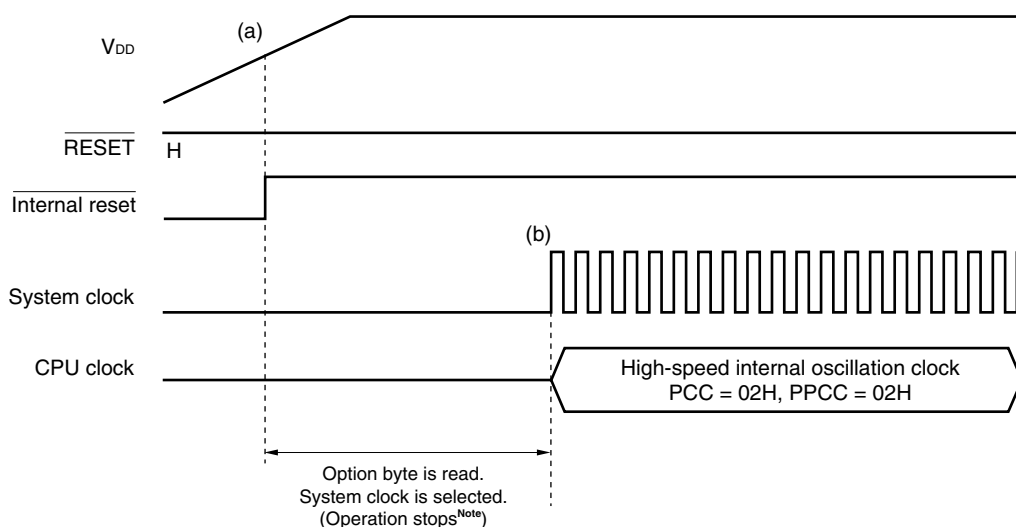 (a)
VDD
RESET
H
Internal reset
(b)
System clock
CPU clock
High-speed internal oscillation clock
PCC = 02H, PPCC = 02H
Option byte is read.
System clock is selected.
(Operation stopsNote)